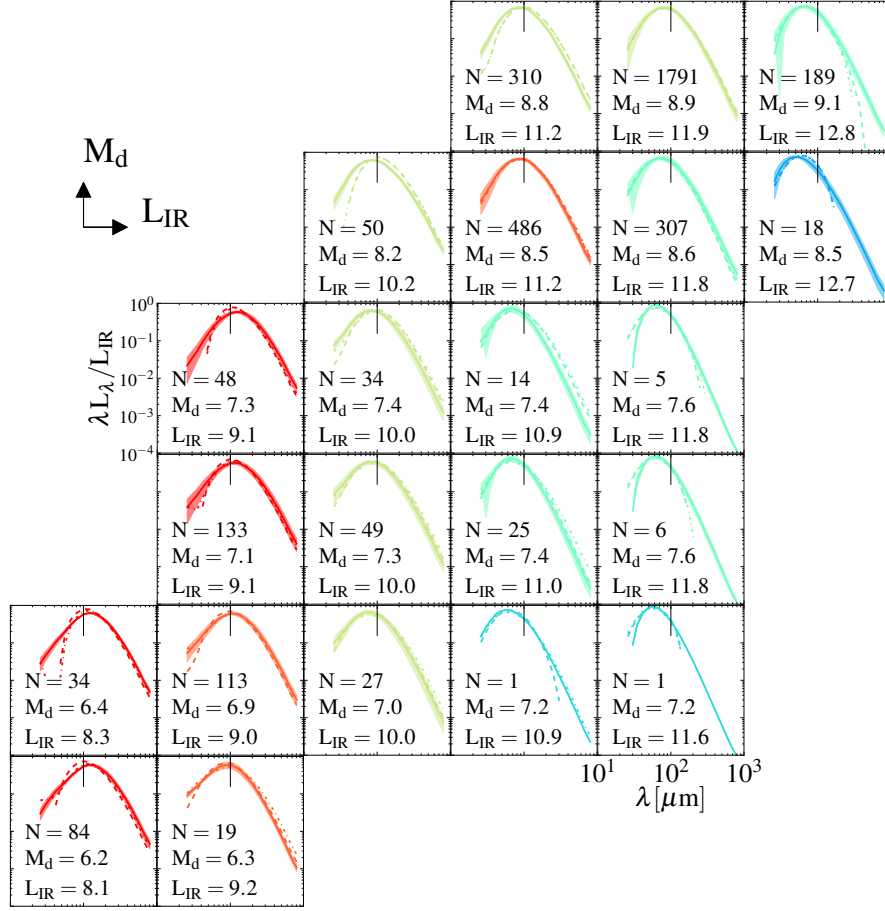 N = 310
M_d = 8.8
L_IR = 11.2
N = 1791
M_d = 8.9
L_IR = 11.9
N = 189
M_d = 9.1
L_IR = 12.8
M_d
L_IR
N = 50
M_d = 8.2
L_IR = 10.2
N = 486
M_d = 8.5
L_IR = 11.2
N = 307
M_d = 8.6
L_IR = 11.8
N = 18
M_d = 8.5
L_IR = 12.7
10^0
10^-1
10^-2
10^-3
10^-4
λL_λ/L_IR
N = 48
M_d = 7.3
L_IR = 9.1
N = 34
M_d = 7.4
L_IR = 10.0
N = 14
M_d = 7.4
L_IR = 10.9
N = 5
M_d = 7.6
L_IR = 11.8
N = 133
M_d = 7.1
L_IR = 9.1
N = 49
M_d = 7.3
L_IR = 10.0
N = 25
M_d = 7.4
L_IR = 11.0
N = 6
M_d = 7.6
L_IR = 11.8
N = 34
M_d = 6.4
L_IR = 8.3
N = 113
M_d = 6.9
L_IR = 9.0
N = 27
M_d = 7.0
L_IR = 10.0
N = 1
M_d = 7.2
L_IR = 10.9
N = 1
M_d = 7.2
L_IR = 11.6
10^1 10^2 10^3
λ [μm]
N = 84
M_d = 6.2
L_IR = 8.1
N = 19
M_d = 6.3
L_IR = 9.2